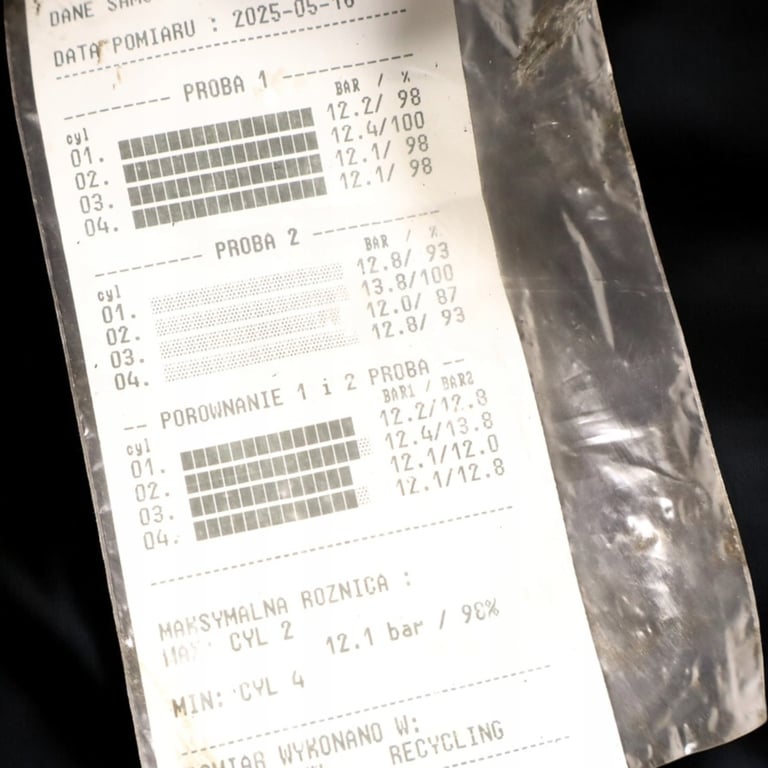 DANE
DATA POMIARU : 2025-05-16
PROBA 1
BAR / %
cyl
01. 12.2/ 98
02. 12.4/100
03. 12.1/ 98
04. 12.1/ 98
PROBA 2
BAR / %
cyl
01. 12.8/ 93
02. 13.8/100
03. 12.0/ 87
04. 12.8/ 93
-- POROWNANIE 1 i 2 PROBA --
BAR1 / BAR2
cyl
01. 12.2/12.8
02. 12.4/13.8
03. 12.1/12.0
04. 12.1/12.8
MAKSYMALNA ROZNICA :
MAX: CYL 2
12.1 bar / 98%
MIN: CYL 4
WYKONANO W:
RECYCLING